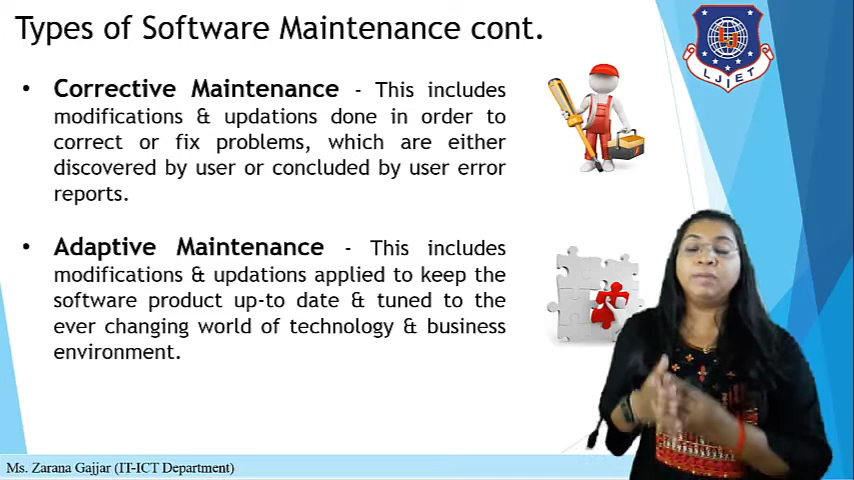 Types of Software Maintenance cont.
• Corrective Maintenance - This includes
modifications & updations done in order to
correct or fix problems, which are either
discovered by user or concluded by user error
reports.
• Adaptive Maintenance - This includes
modifications & updations applied to keep the
software product up-to date & tuned to the
ever changing world of technology & business
environment.
LJ
LJIET
Ms. Zarana Gajjar (IT-ICT Department)